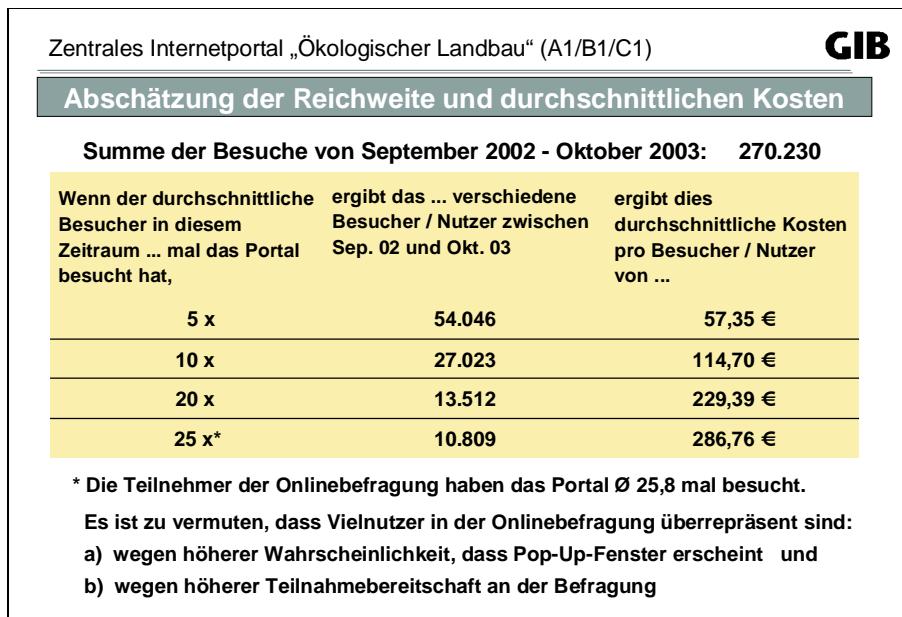 Zentrales Internetportal „Ökologischer Landbau“ (A1/B1/C1)
GIB
Abschätzung der Reichweite und durchschnittlichen Kosten
Summe der Besuche von September 2002 - Oktober 2003: 270.230
Wenn der durchschnittliche
Besucher in diesem
Zeitraum ... mal das Portal
besucht hat,
ergibt das ... verschiedene
Besucher / Nutzer zwischen
Sep. 02 und Okt. 03
ergibt dies
durchschnittliche Kosten
pro Besucher / Nutzer
von ...
5 x 54.046 57,35 €
10 x 27.023 114,70 €
20 x 13.512 229,39 €
25 x* 10.809 286,76 €
* Die Teilnehmer der Onlinebefragung haben das Portal Ø 25,8 mal besucht.
Es ist zu vermuten, dass Vielnutzer in der Onlinebefragung überrepräsent sind:
a) wegen höherer Wahrscheinlichkeit, dass Pop-Up-Fenster erscheint und
b) wegen höherer Teilnahmebereitschaft an der Befragung